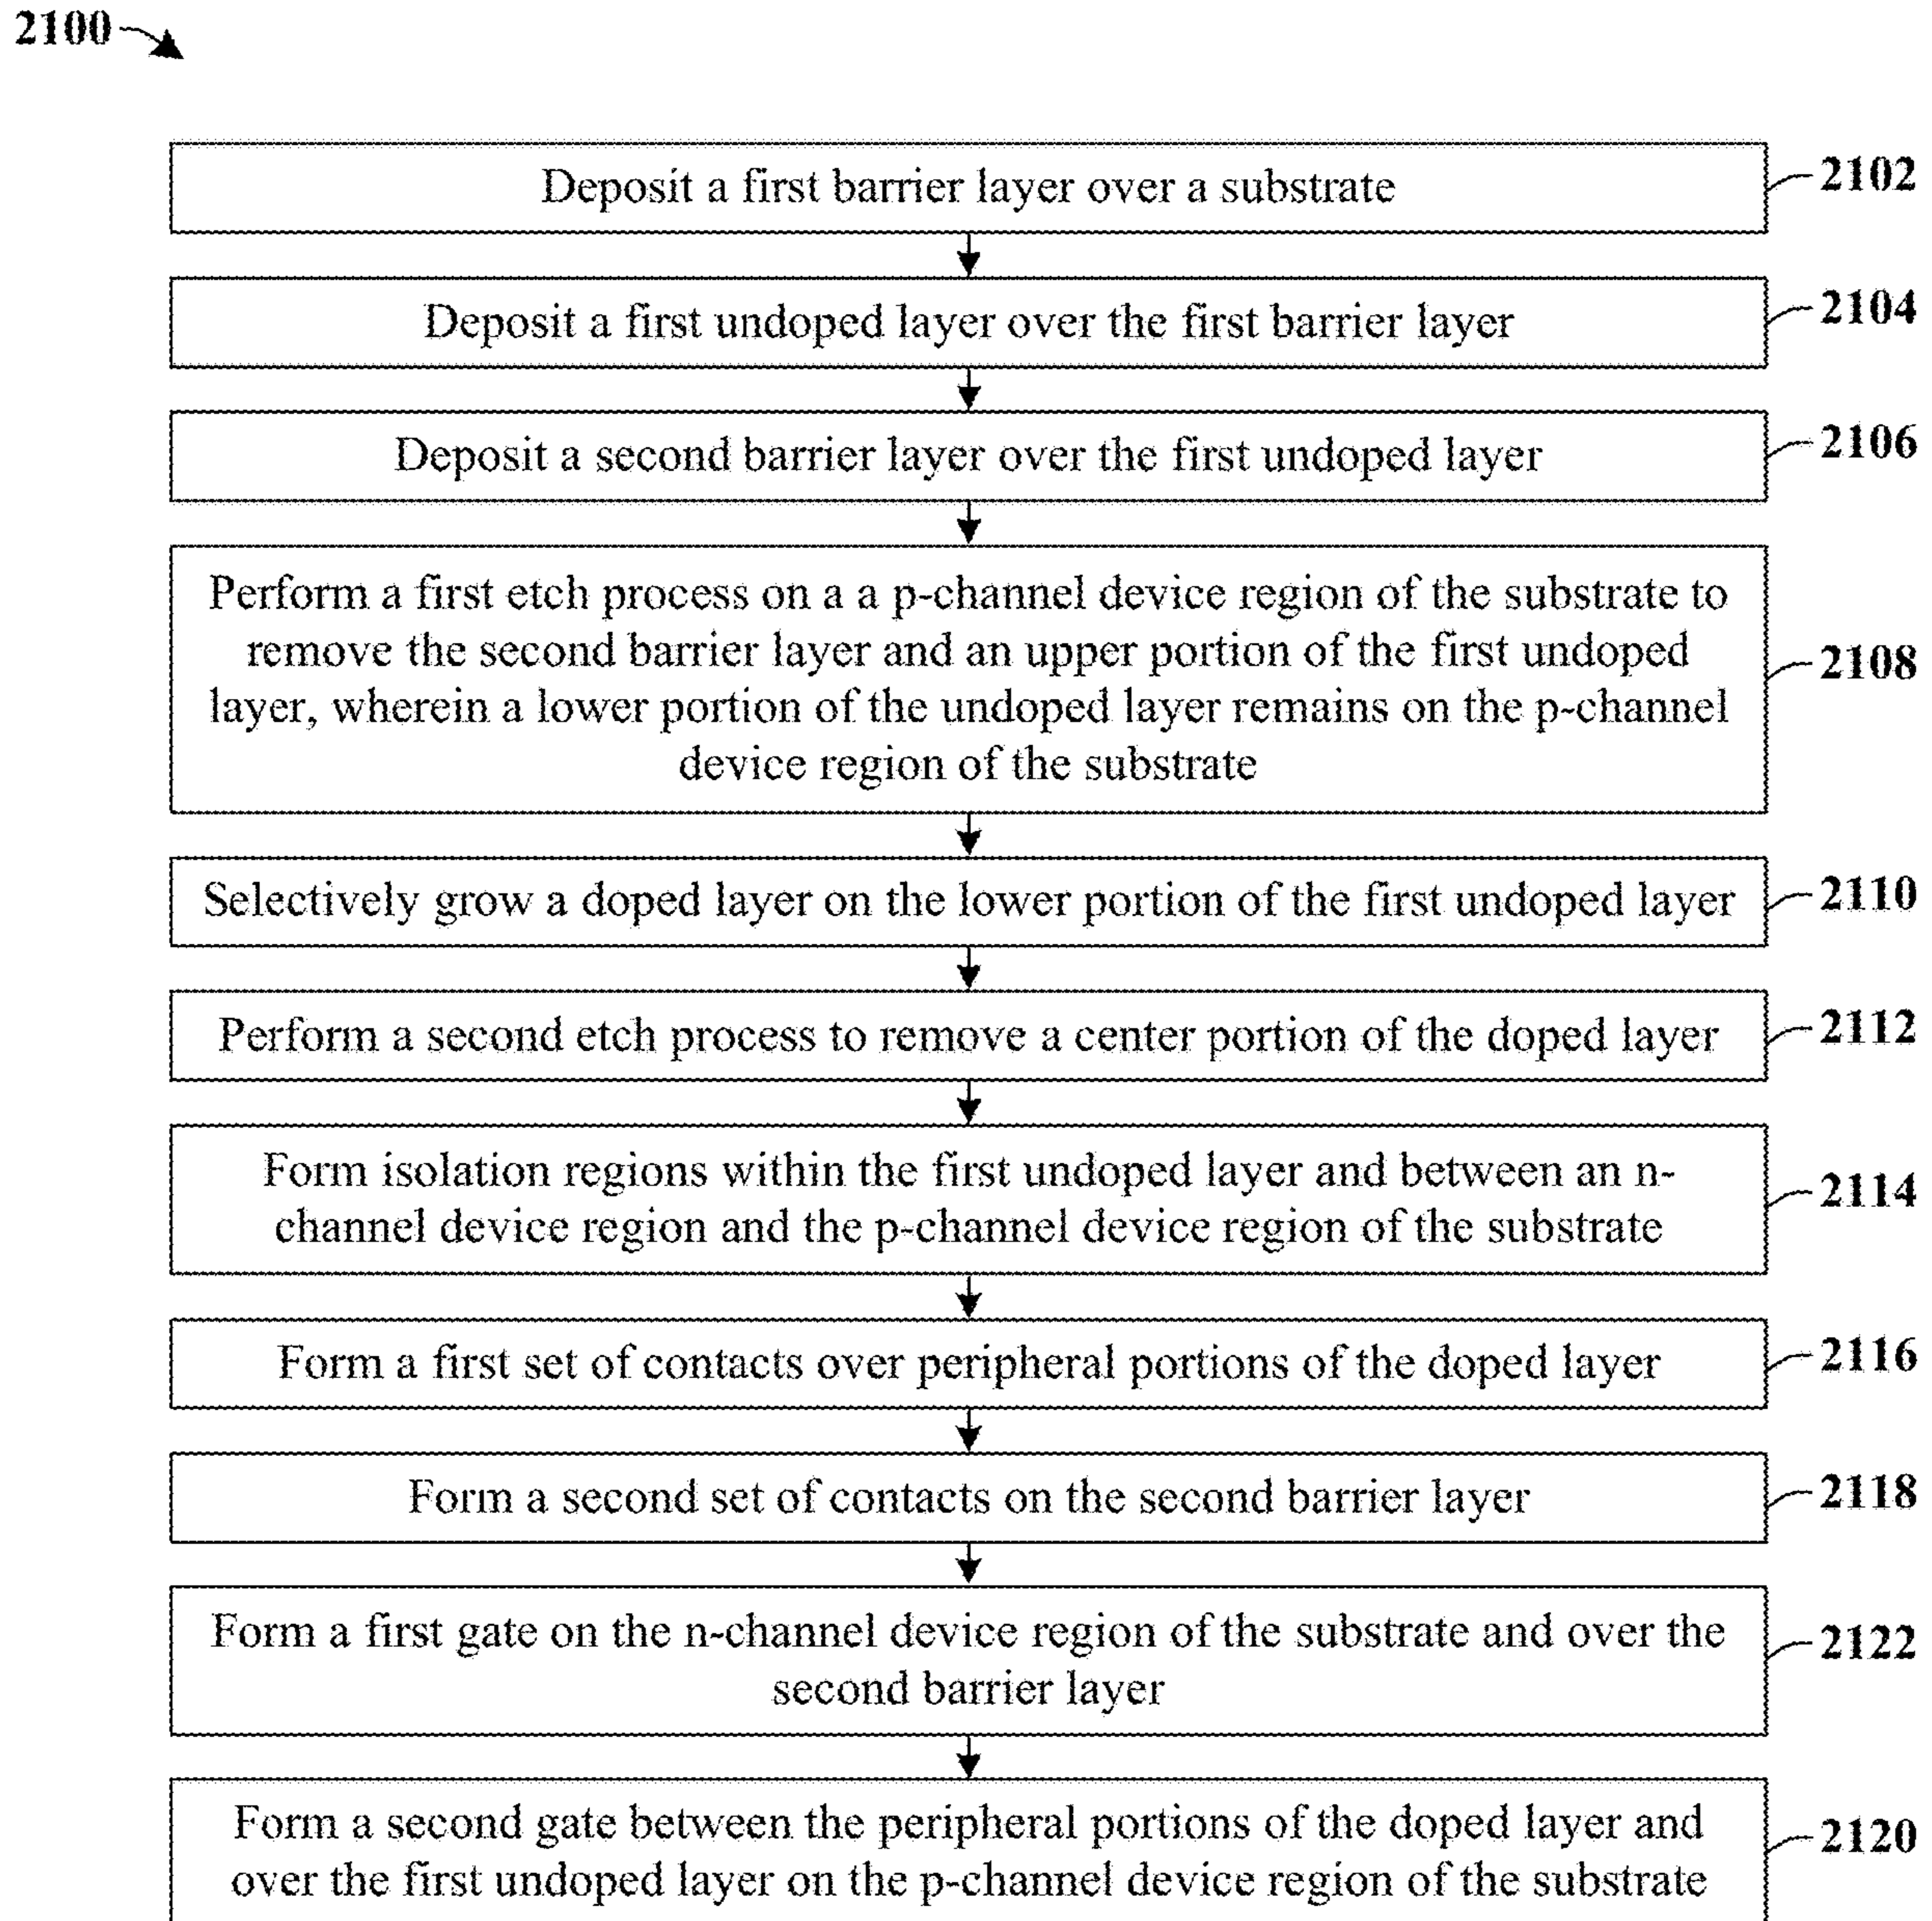 2100
Deposit a first barrier layer over a substrate
2102
Deposit a first undoped layer over the first barrier layer
2104
Deposit a second barrier layer over the first undoped layer
2106
Perform a first etch process on a a p-channel device region of the substrate to
remove the second barrier layer and an upper portion of the first undoped
layer, wherein a lower portion of the undoped layer remains on the p-channel
device region of the substrate
2108
Selectively grow a doped layer on the lower portion of the first undoped layer
2110
Perform a second etch process to remove a center portion of the doped layer
2112
Form isolation regions within the first undoped layer and between an n-
channel device region and the p-channel device region of the substrate
2114
Form a first set of contacts over peripheral portions of the doped layer
2116
Form a second set of contacts on the second barrier layer
2118
Form a first gate on the n-channel device region of the substrate and over the
second barrier layer
2122
Form a second gate between the peripheral portions of the doped layer and
over the first undoped layer on the p-channel device region of the substrate
2120